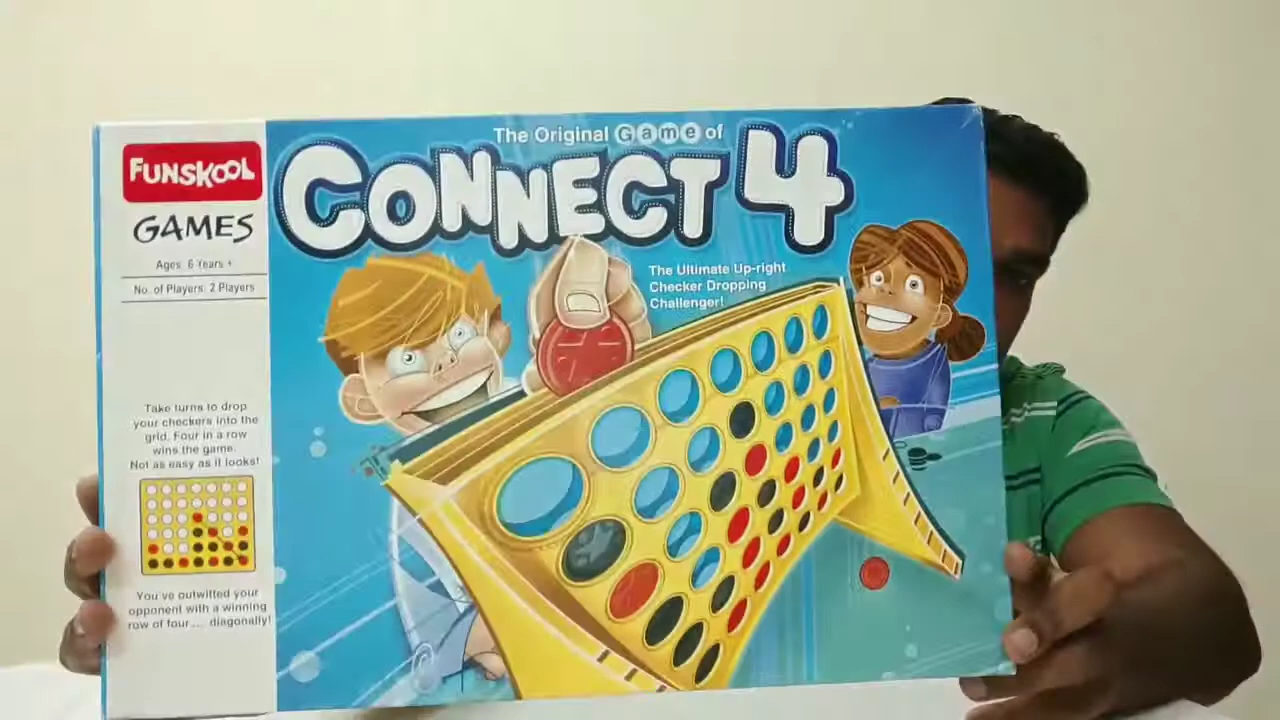 FUNSKOOL
GAMES
Ages: 6 Years +
No. of Players: 2 Players
Take turns to drop
your checkers into the
grid. Four in a row
wins the game.
Not as easy as it looks!
You've outwitted your
opponent with a winning
row of four.... diagonally!
The Original Game of
CONNECT 4
The Ultimate Up-right
Checker Dropping
Challenger!